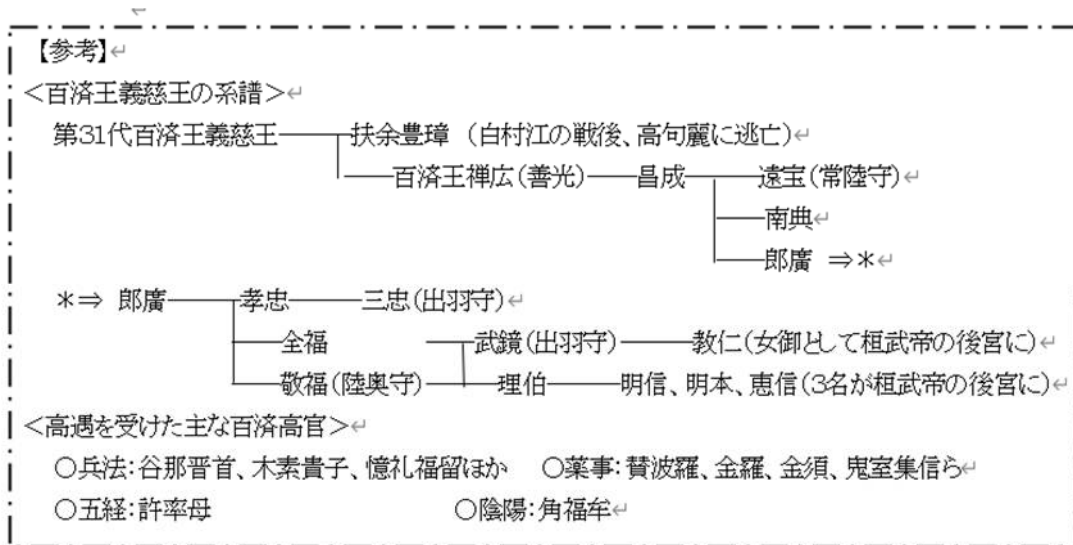 【参考】
＜百済王義慈王の系譜＞
第31代百済王義慈王 扶余豊璋 （白村江の戦後、高句麗に逃亡）
百済王禅広(善光) 昌成 遠宝(常陸守)
南典
郎廣 ⇒＊
＊⇒ 郎廣 孝忠 三忠(出羽守)
全福 武鏡(出羽守) 教仁(女御として桓武帝の後宮に)
敬福(陸奥守) 理伯 明信、明本、恵信(3名が桓武帝の後宮に)
＜高遇を受けた主な百済高官＞
○兵法:谷那晋首、木素貴子、憶礼福留ほか ○薬事:賛波羅、金羅、金須、鬼室集信ら
○五経:許率母 ○陰陽:角福牟